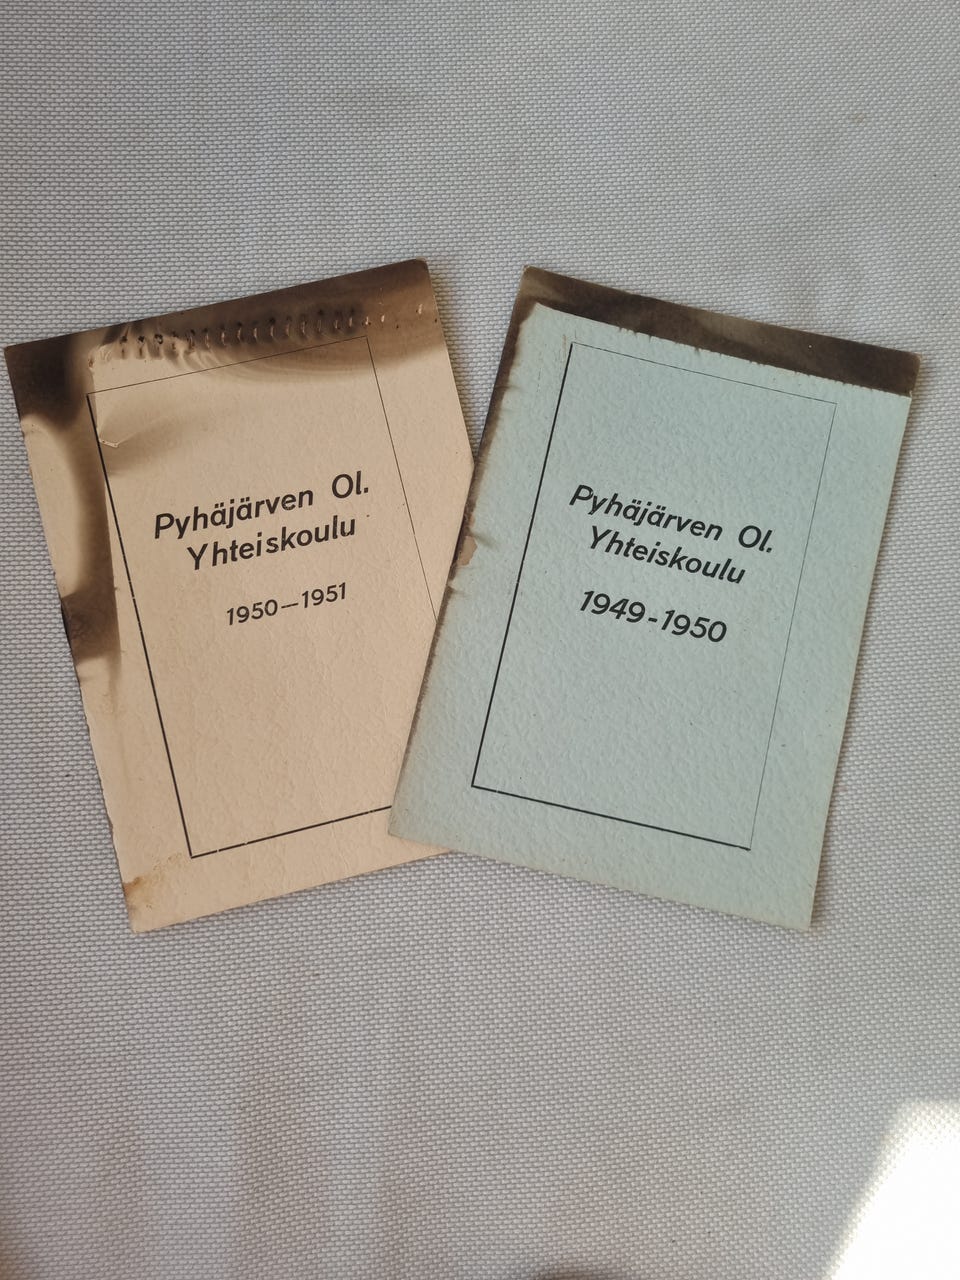 Pyhäjärven Ol.
Yhteiskoulu
1950—1951
Pyhäjärven Ol.
Yhteiskoulu
1949-1950